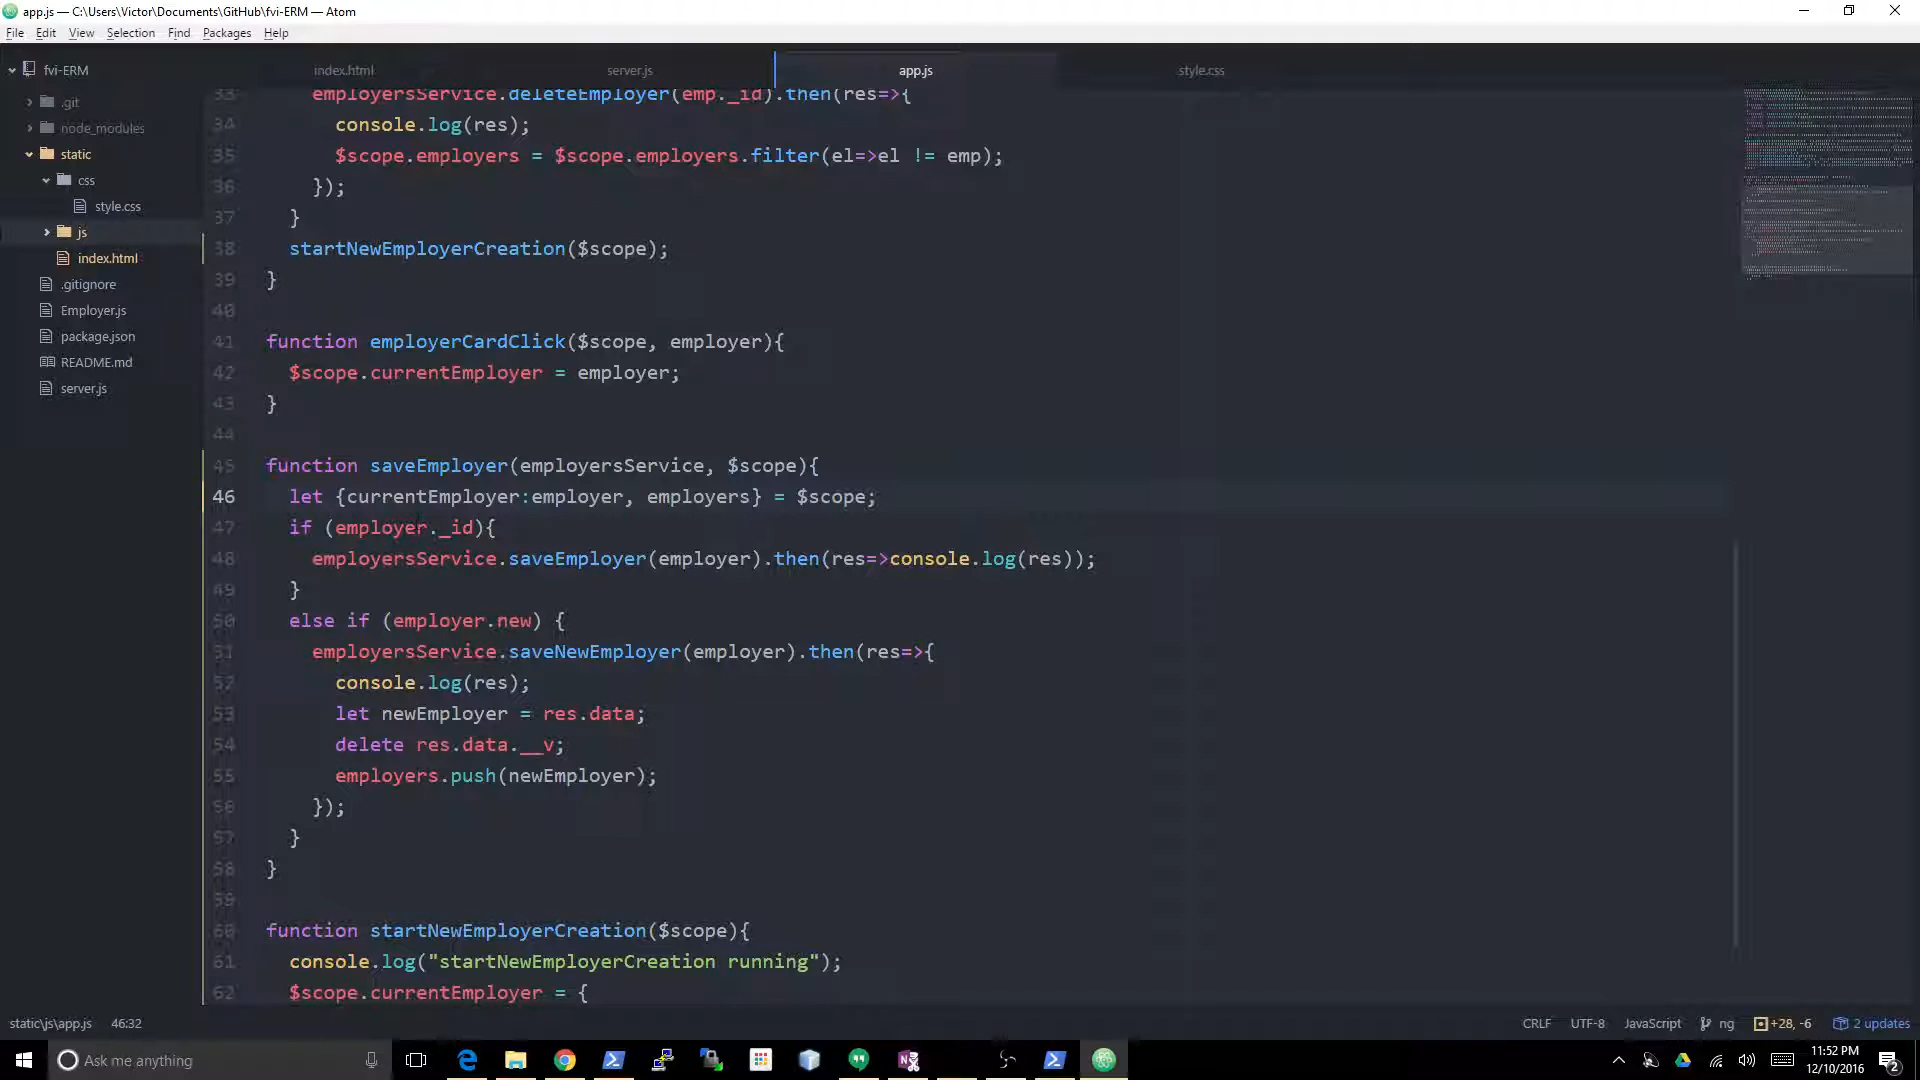 app.js — C:\Users\Victor\Documents\GitHub\fvi-ERM — Atom
File Edit View Selection Find Packages Help
fvi-ERM
.git
node_modules
static
css
style.css
js
index.html
.gitignore
Employer.js
package.json
README.md
server.js
index.html server.js app.js style.css
33 employersService.deleteEmployer(emp._id).then(res=>{
34 console.log(res);
35 $scope.employers = $scope.employers.filter(el=>el != emp);
36 });
37 }
38 startNewEmployerCreation($scope);
39 }
40
41 function employerCardClick($scope, employer){
42 $scope.currentEmployer = employer;
43 }
44
45 function saveEmployer(employersService, $scope){
46 let {currentEmployer:employer, employers} = $scope;
47 if (employer._id){
48 employersService.saveEmployer(employer).then(res=>console.log(res));
49 }
50 else if (employer.new) {
51 employersService.saveNewEmployer(employer).then(res=>{
52 console.log(res);
53 let newEmployer = res.data;
54 delete res.data.__v;
55 employers.push(newEmployer);
56 });
57 }
58 }
59
60 function startNewEmployerCreation($scope){
61 console.log("startNewEmployerCreation running");
62 $scope.currentEmployer = {
static\js\app.js 46:32 CRLF UTF-8 JavaScript ng +28, -6 2 updates
Ask me anything
11:52 PM
12/10/2016
2